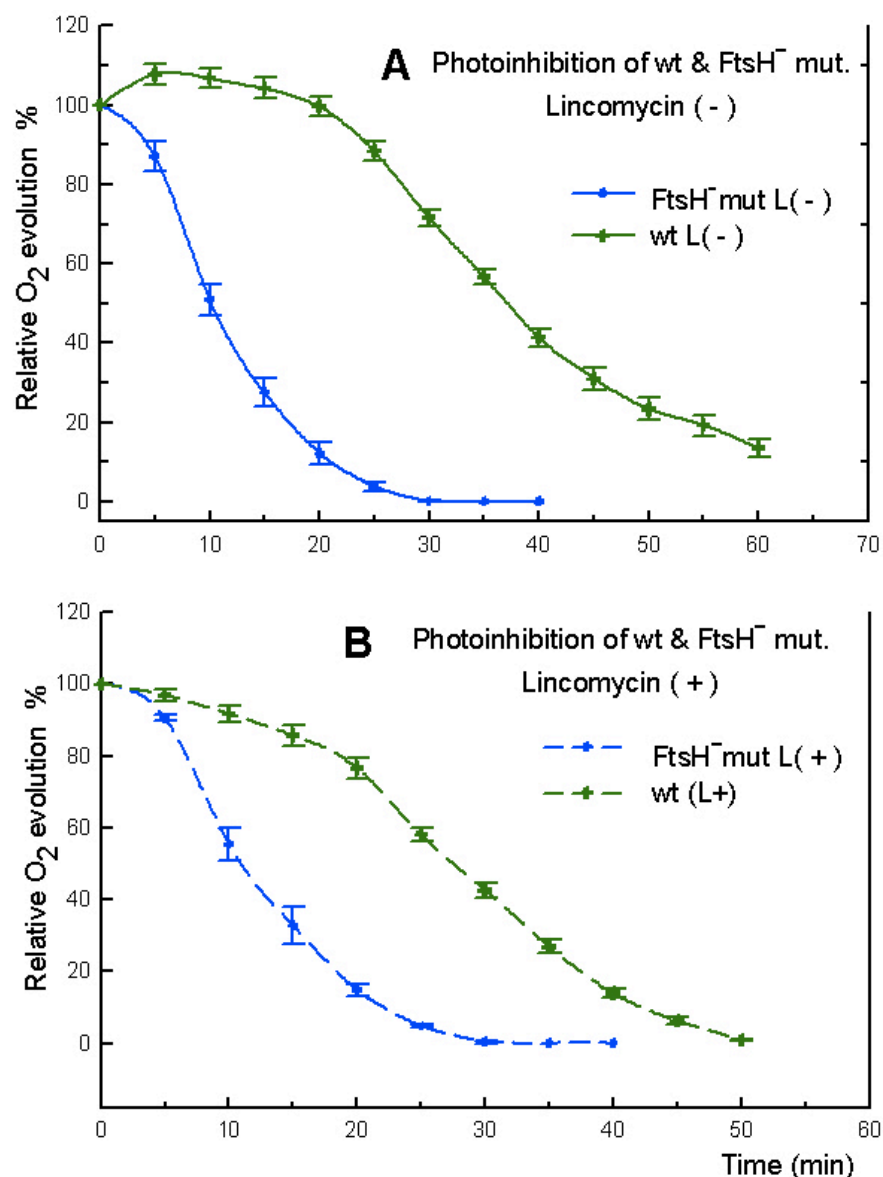 120
100
80
60
40
20
0
Relative O2 evolution %
A Photoinhibition of wt & FtsH⁻ mut.
Lincomycin ( - )
FtsH⁻mut L( - )
wt L( - )
0 10 20 30 40 50 60 70
120
100
80
60
40
20
0
Relative O2 evolution %
B Photoinhibition of wt & FtsH⁻ mut.
Lincomycin ( + )
FtsH⁻mut L( + )
wt (L+)
0 10 20 30 40 50 60
Time (min)